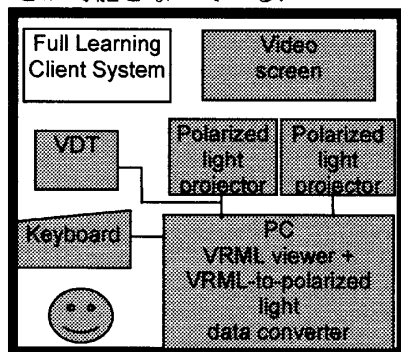 Full Learning
Client System
Video
screen
VDT
Polarized
light
projector
Polarized
light
projector
Keyboard
PC
VRML viewer +
VRML-to-polarized
light
data converter